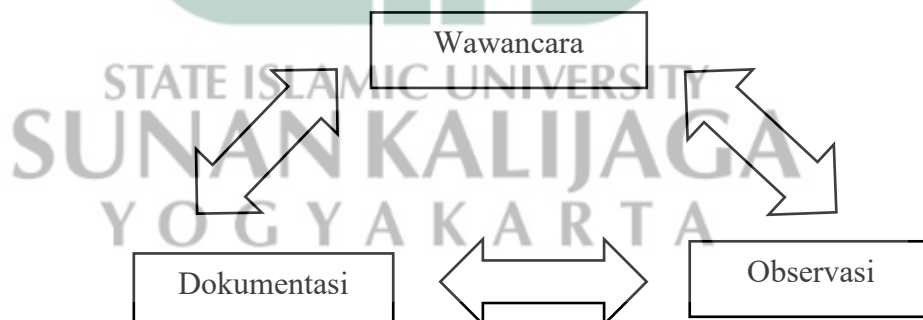 Wawancara
STATE ISLAMIC UNIVERSITY
SUNAN KALIJAGA
YOGYAKARTA
Dokumentasi
Observasi